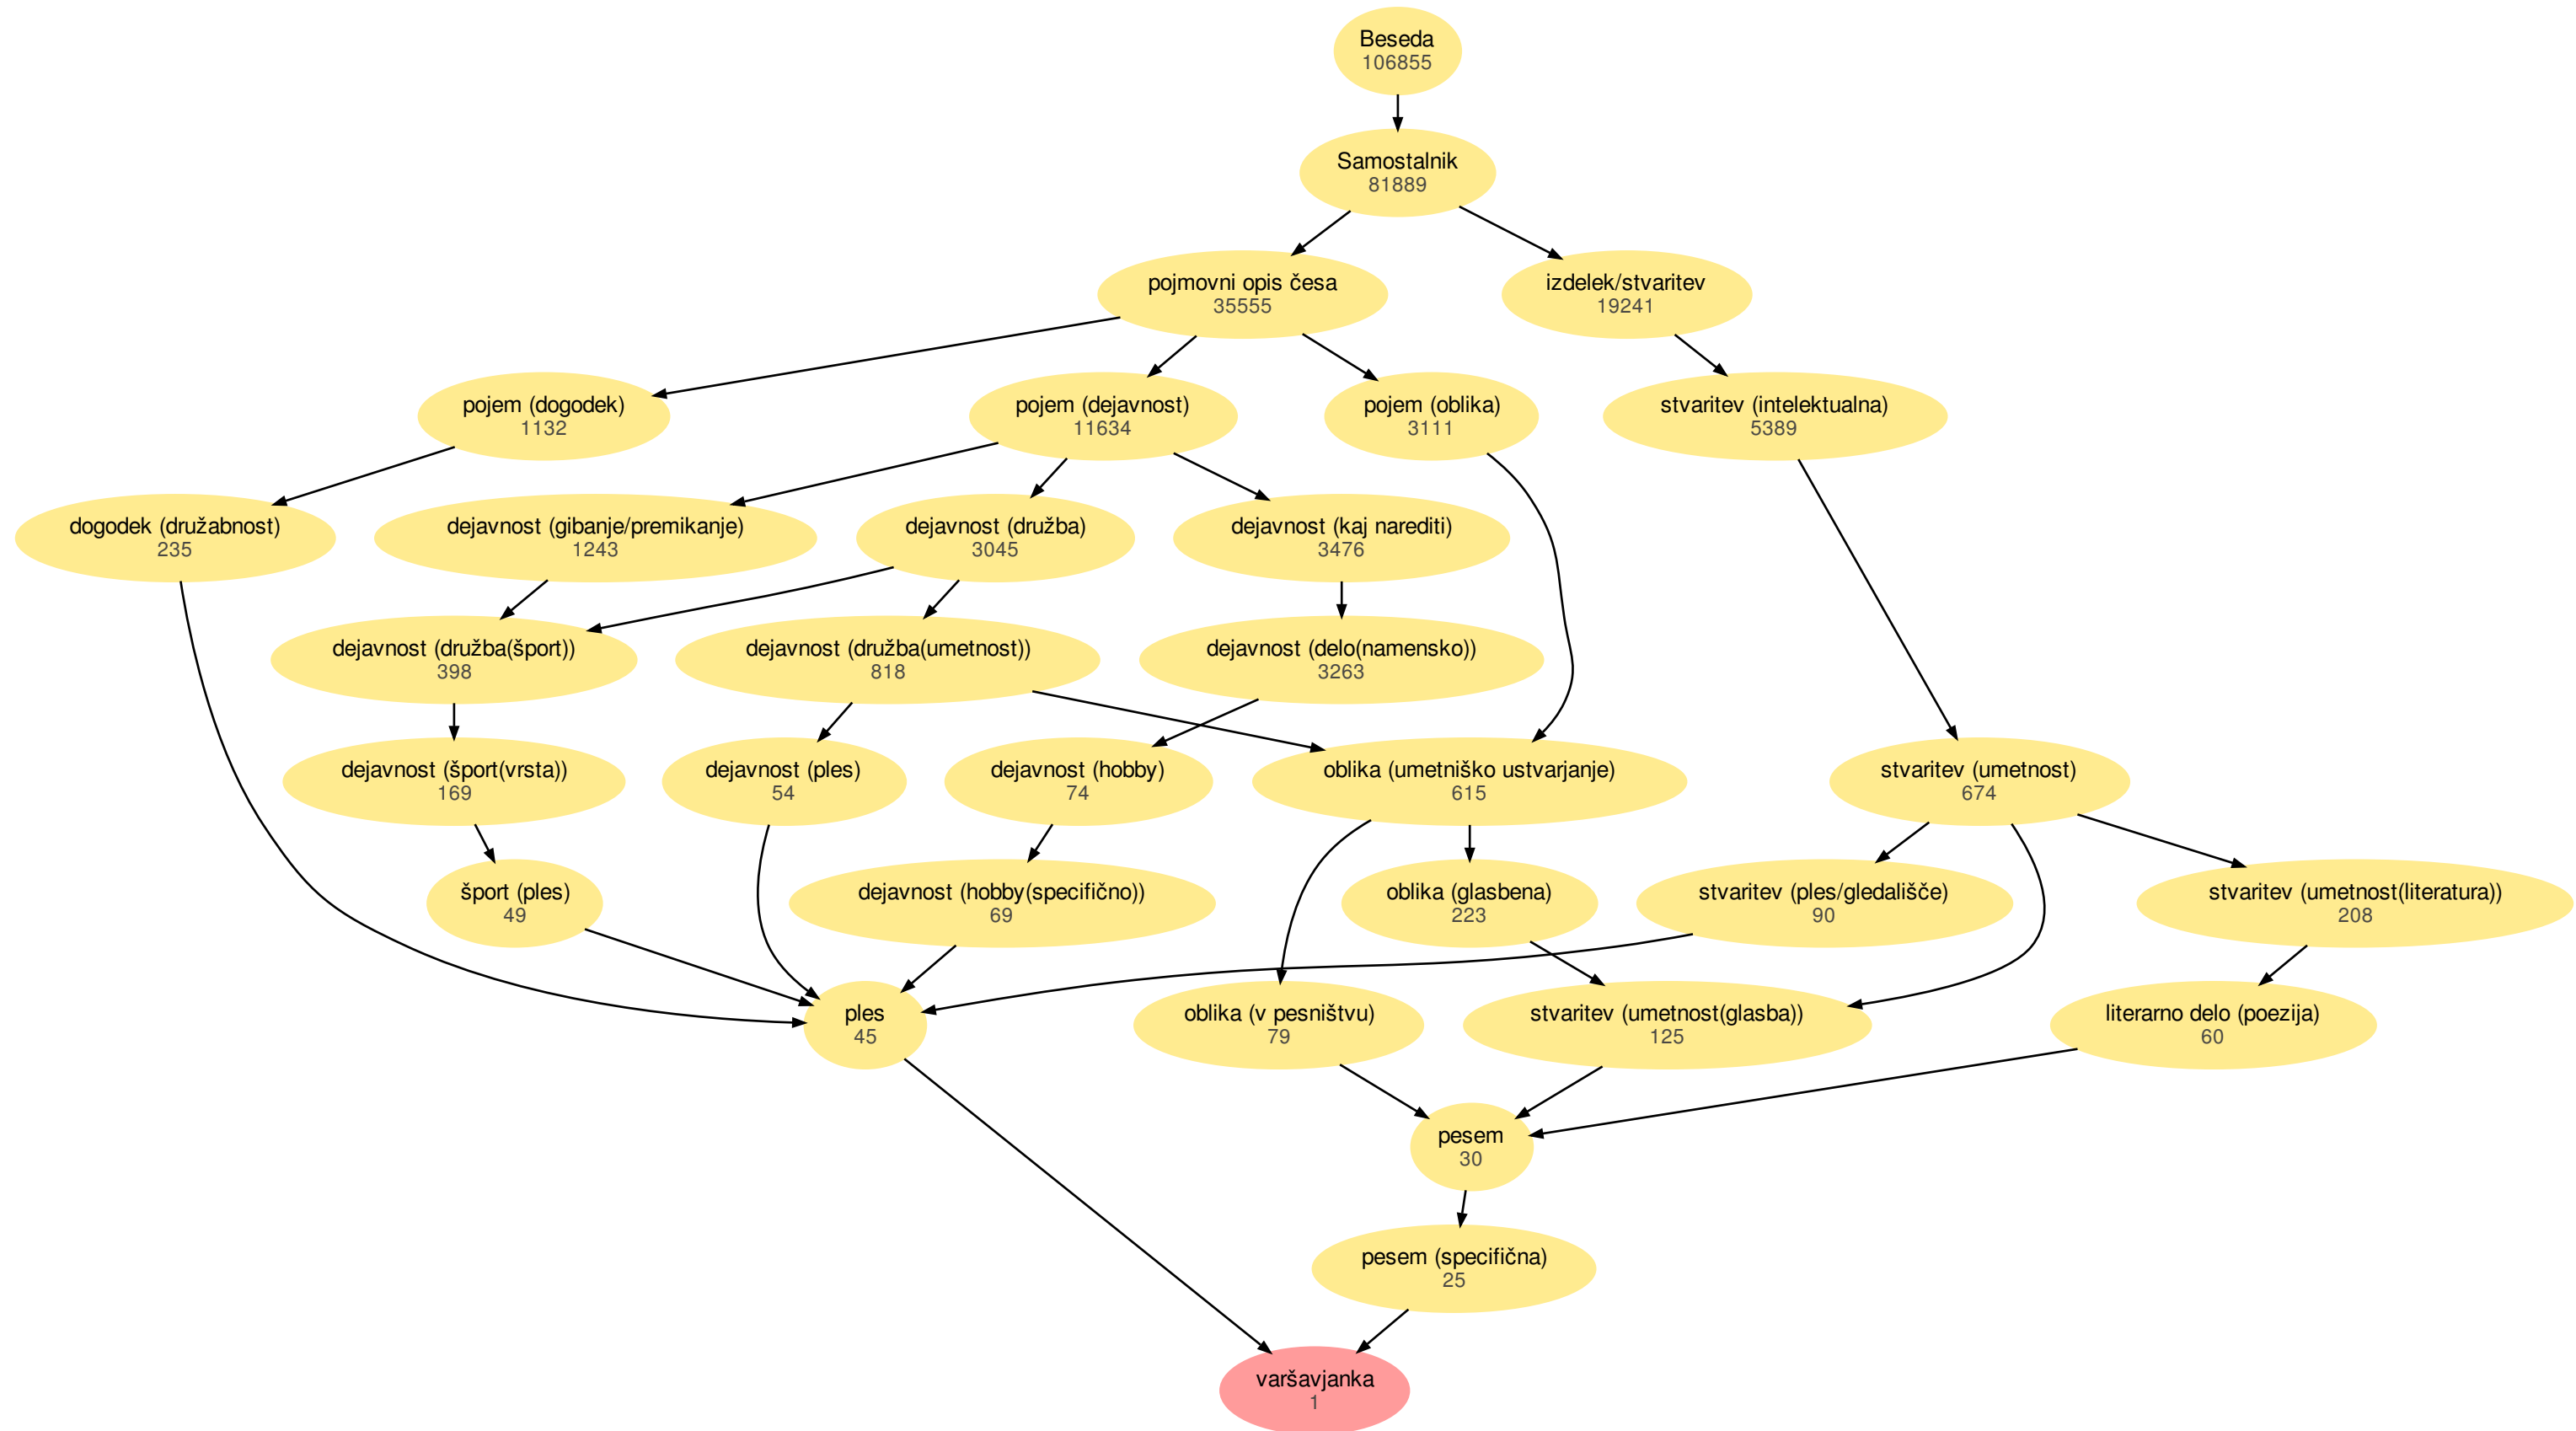 Beseda
106855
Samostalnik
81889
pojmovni opis česa
35555
izdelek/stvaritev
19241
pojem (dogodek)
1132
pojem (dejavnost)
11634
pojem (oblika)
3111
stvaritev (intelektualna)
5389
dogodek (družabnost)
235
dejavnost (gibanje/premikanje)
1243
dejavnost (družba)
3045
dejavnost (kaj narediti)
3476
dejavnost (družba(šport))
398
dejavnost (družba(umetnost))
818
dejavnost (delo(namensko))
3263
dejavnost (šport(vrsta))
169
dejavnost (ples)
54
dejavnost (hobby)
74
oblika (umetniško ustvarjanje)
615
stvaritev (umetnost)
674
šport (ples)
49
dejavnost (hobby(specifično))
69
oblika (glasbena)
223
stvaritev (ples/gledališče)
90
stvaritev (umetnost(literatura))
208
ples
45
oblika (v pesništvu)
79
stvaritev (umetnost(glasba))
125
literarno delo (poezija)
60
pesem
30
pesem (specifična)
25
varšavjanka
1